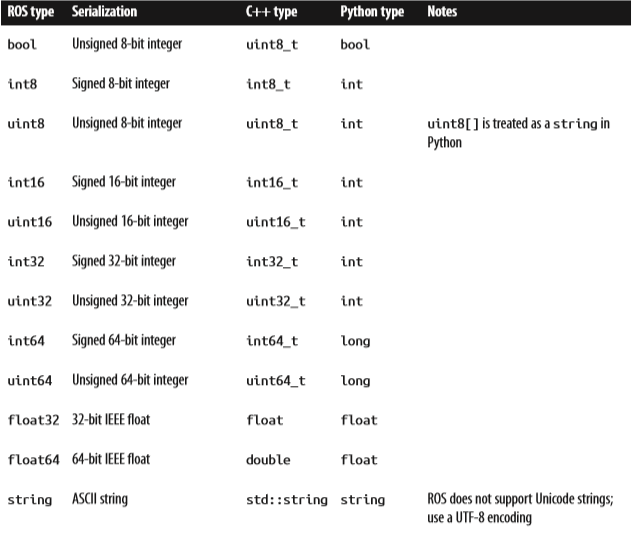 ROS type Serialization C++ type Python type Notes
bool Unsigned 8-bit integer uint8_t bool
int8 Signed 8-bit integer int8_t int
uint8 Unsigned 8-bit integer uint8_t int uint8[] is treated as a string in
Python
int16 Signed 16-bit integer int16_t int
uint16 Unsigned 16-bit integer uint16_t int
int32 Signed 32-bit integer int32_t int
uint32 Unsigned 32-bit integer uint32_t int
int64 Signed 64-bit integer int64_t long
uint64 Unsigned 64-bit integer uint64_t long
float32 32-bit IEEE float float float
float64 64-bit IEEE float double float
string ASCII string std::string string ROS does not support Unicode strings;
use a UTF-8 encoding